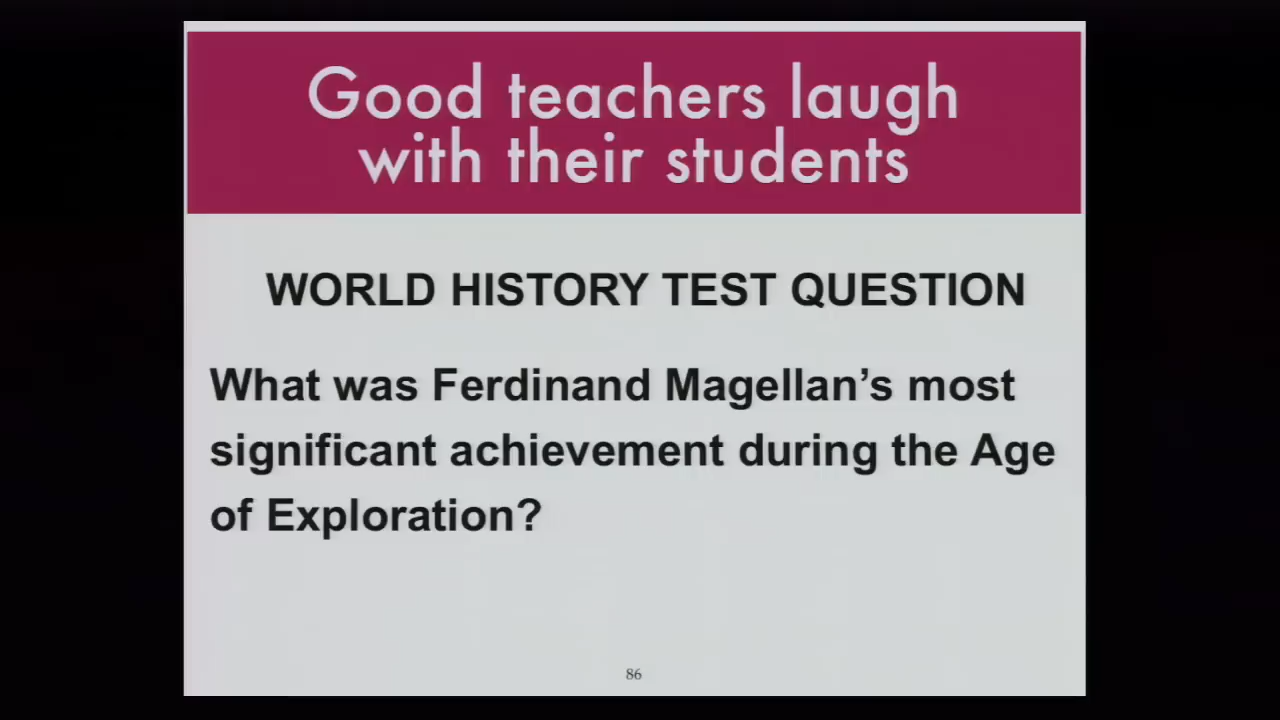 Good teachers laugh
with their students
WORLD HISTORY TEST QUESTION
What was Ferdinand Magellan’s most
significant achievement during the Age
of Exploration?
86